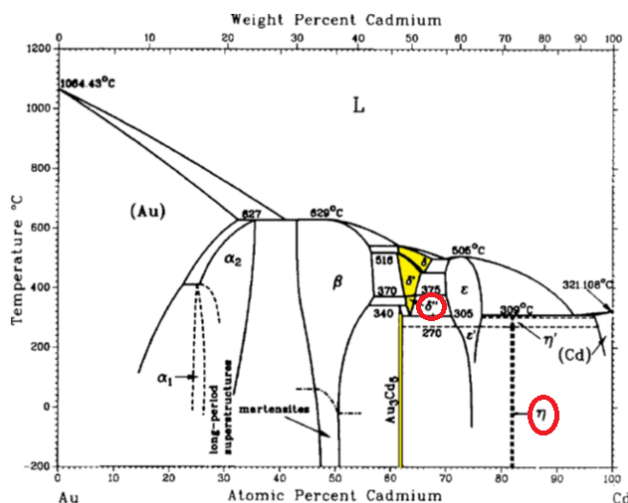 Weight Percent Cadmium
0 10 20 30 40 50 60 70 80 90 100
1200
1064.43°C
1000
L
Temperature °C
800
(Au)
627
629°C
600
α₂
516
505°C
δ
δ'
β
ε
370
375
321.108°C
400
340
δ''
305
309°C
270
ε'
η'
(Cd)
200
α₁
long-period
superstructures
Au₃Cd₅
martensites
0
η
-200
0 10 20 30 40 50 60 70 80 90 100
Au
Atomic Percent Cadmium
Cd